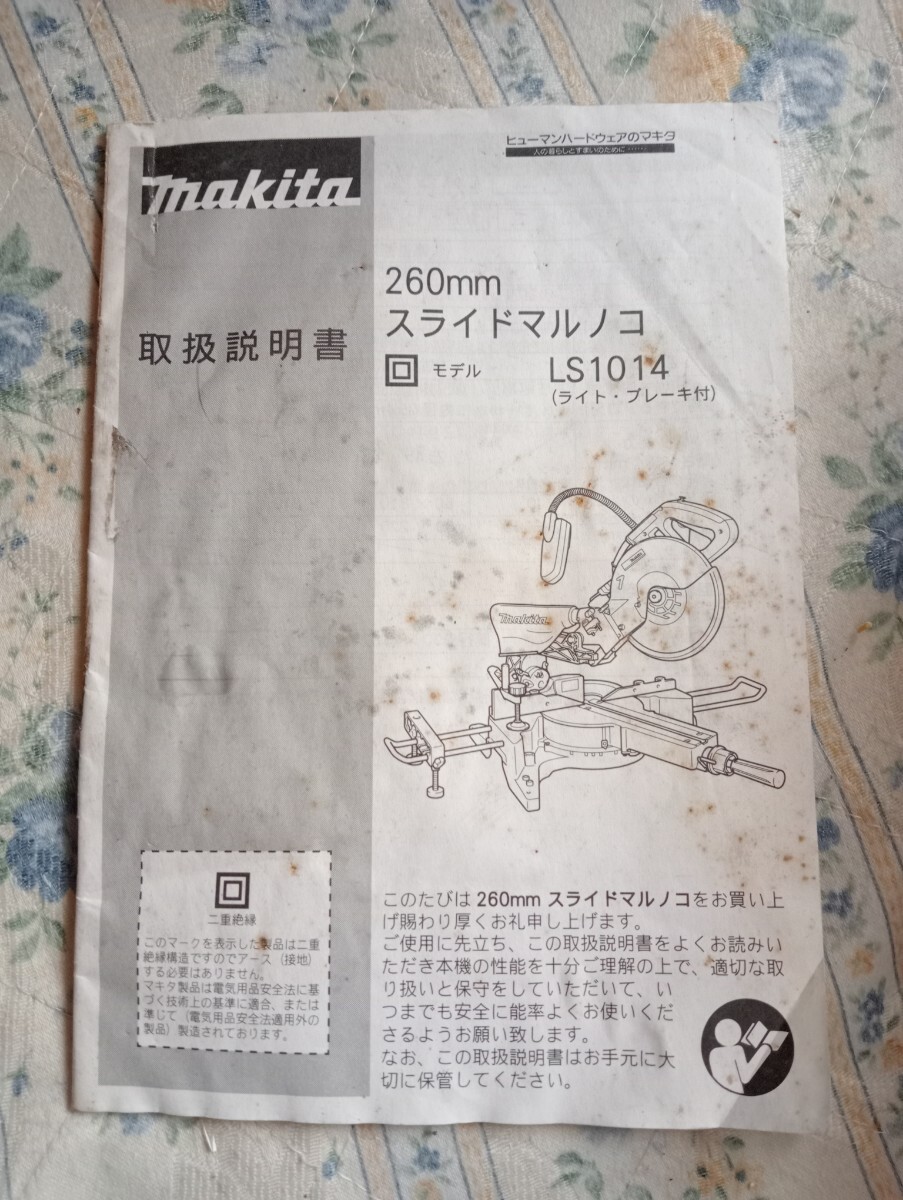 ヒューマンハードウェアのマキタ
人の暮らしとすまいのために……
makita
取扱説明書
260mm
スライドマルノコ
モデル LS1014
(ライト・ブレーキ付)
makita
二重絶縁
このマークを表示した製品は二重
絶縁構造ですのでアース(接地)
する必要はありません。
マキタ製品は電気用品安全法に基
づく技術上の基準に適合、または
準じて(電気用品安全法適用外の
製品)製造されております。
このたびは 260mm スライドマルノコをお買い上
げ賜わり厚くお礼申し上げます。
ご使用に先立ち、この取扱説明書をよくお読みい
ただき本機の性能を十分ご理解の上で、適切な取
り扱いと保守をしていただいて、い
つまでも安全に能率よくお使いくだ
さるようお願い致します。
なお、この取扱説明書はお手元に大
切に保管してください。